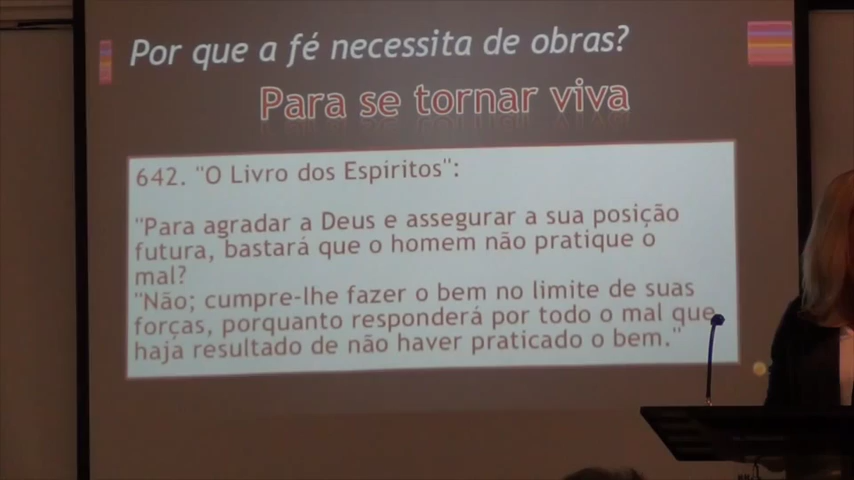 Por que a fé necessita de obras?
Para se tornar viva
642. "O Livro dos Espíritos":
"Para agradar a Deus e assegurar a sua posição
futura, bastará que o homem não pratique o
mal?
"Não; cumpre-lhe fazer o bem no limite de suas
forças, porquanto responderá por todo o mal que
haja resultado de não haver praticado o bem."